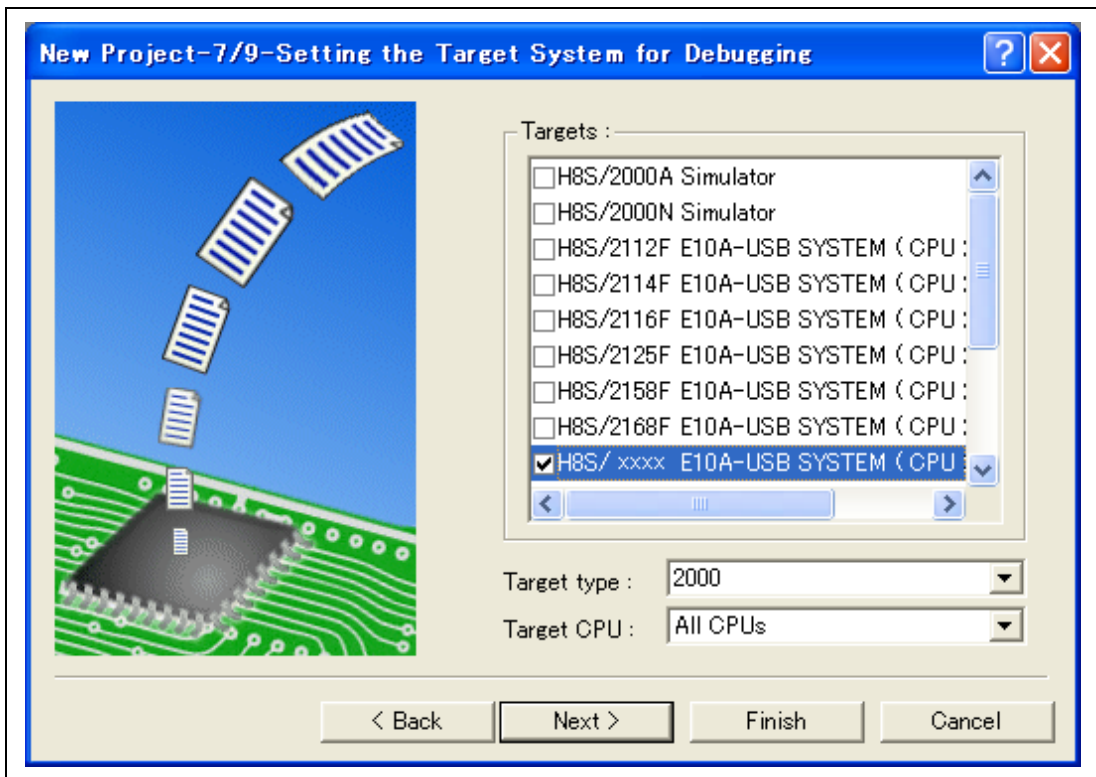 New Project-7/9-Setting the Target System for Debugging
Targets :
H8S/2000A Simulator
H8S/2000N Simulator
H8S/2112F E10A-USB SYSTEM ( CPU :
H8S/2114F E10A-USB SYSTEM ( CPU :
H8S/2116F E10A-USB SYSTEM ( CPU :
H8S/2125F E10A-USB SYSTEM ( CPU :
H8S/2158F E10A-USB SYSTEM ( CPU :
H8S/2168F E10A-USB SYSTEM ( CPU :
H8S/ xxxx E10A-USB SYSTEM ( CPU :
Target type : 2000
Target CPU : All CPUs
< Back Next > Finish Cancel